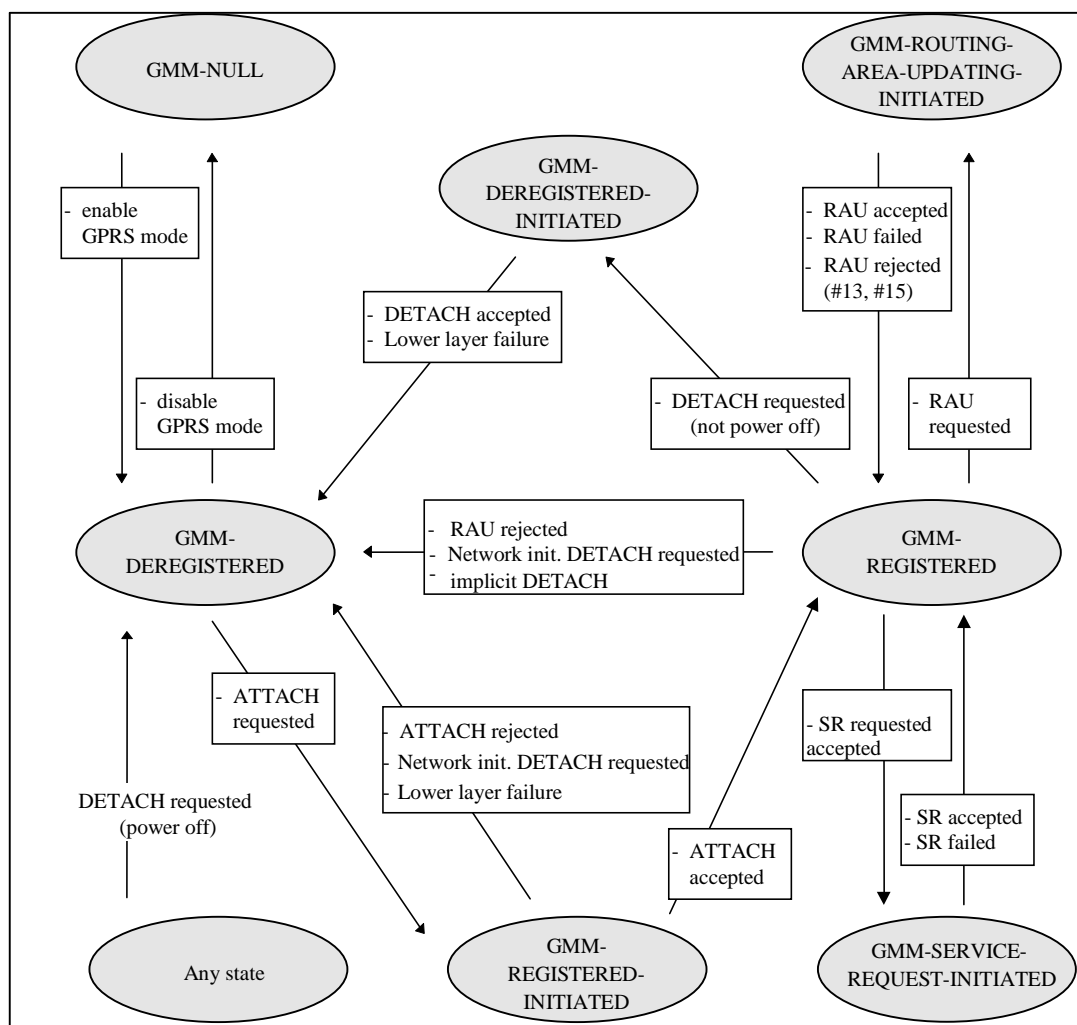 GMM-NULL
GMM-ROUTING-
AREA-UPDATING-
INITIATED
GMM-
DEREGISTERED-
INITIATED
- enable
GPRS mode
- RAU accepted
- RAU failed
- RAU rejected
(#13, #15)
- DETACH accepted
- Lower layer failure
- disable
GPRS mode
- DETACH requested
(not power off)
- RAU
requested
GMM-
DEREGISTERED
- RAU rejected
- Network init. DETACH requested
- implicit DETACH
GMM-
REGISTERED
- ATTACH
requested
- ATTACH rejected
- Network init. DETACH requested
- Lower layer failure
- SR requested
accepted
DETACH requested
(power off)
- ATTACH
accepted
- SR accepted
- SR failed
Any state
GMM-
REGISTERED-
INITIATED
GMM-SERVICE-
REQUEST-INITIATED